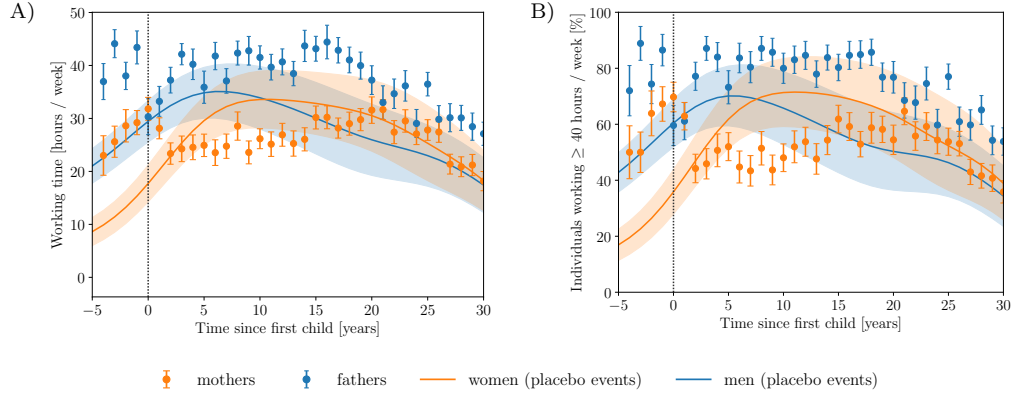 A)
B)
Working time [hours / week]
50
40
30
20
10
0
−5 0 5 10 15 20 25 30
Time since first child [years]
Individuals working ≥ 40 hours / week [%]
100
80
60
40
20
0
−5 0 5 10 15 20 25 30
Time since first child [years]
mothers fathers women (placebo events) men (placebo events)